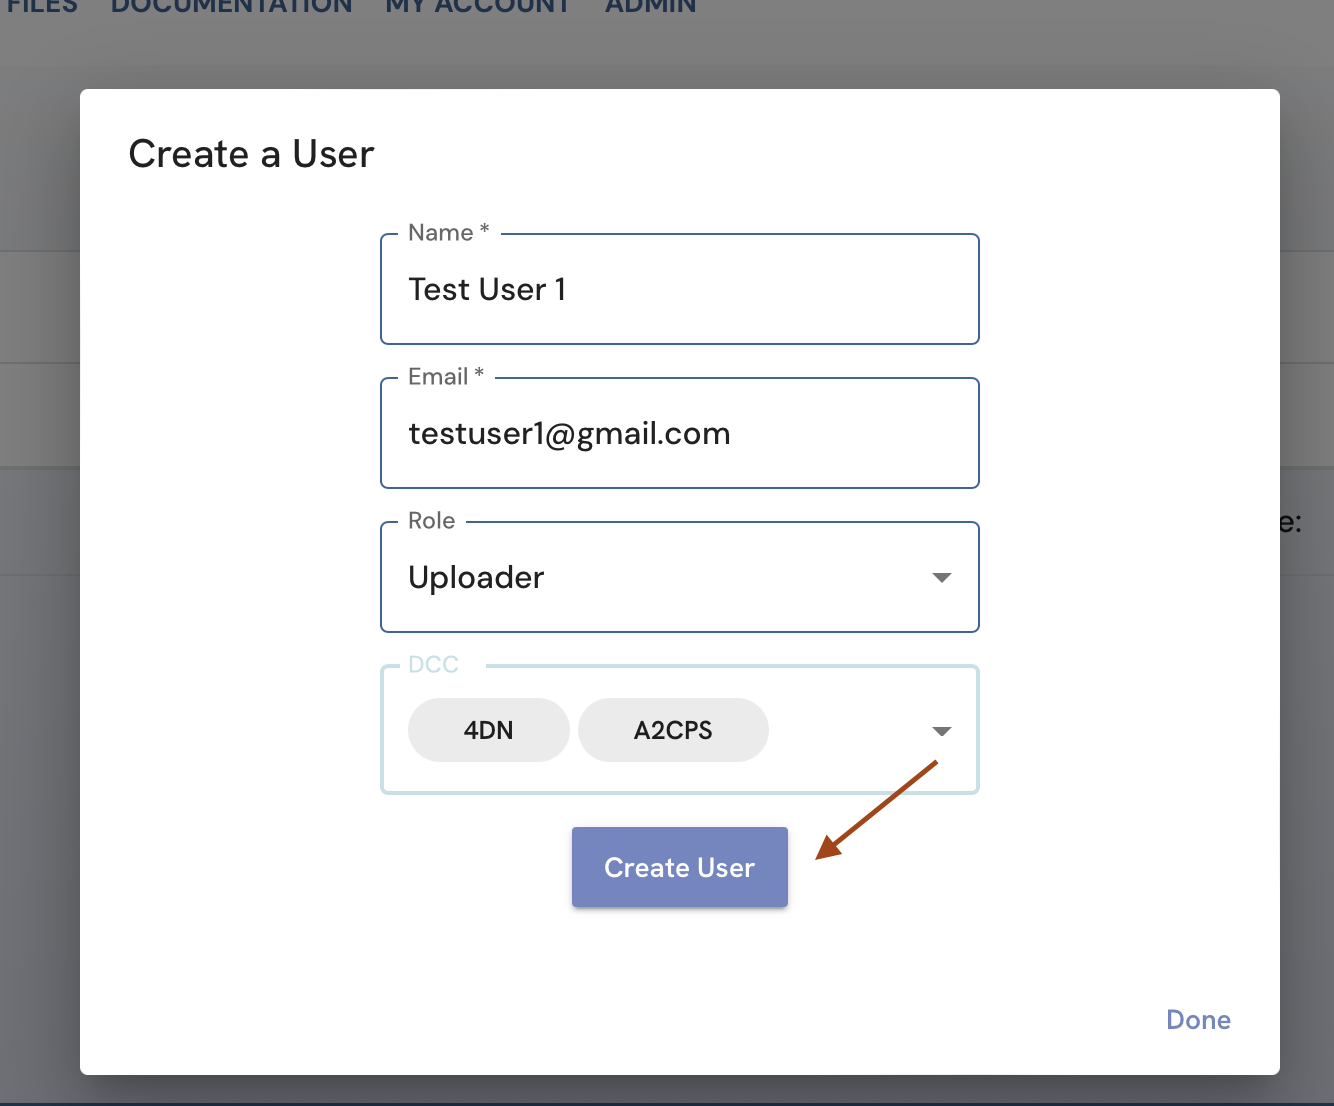 FILES DOCUMENTATION MY ACCOUNT ADMIN
Create a User
Name *
Test User 1
Email *
testuser1@gmail.com
Role
Uploader
e:
DCC
4DN A2CPS
Create User
Done